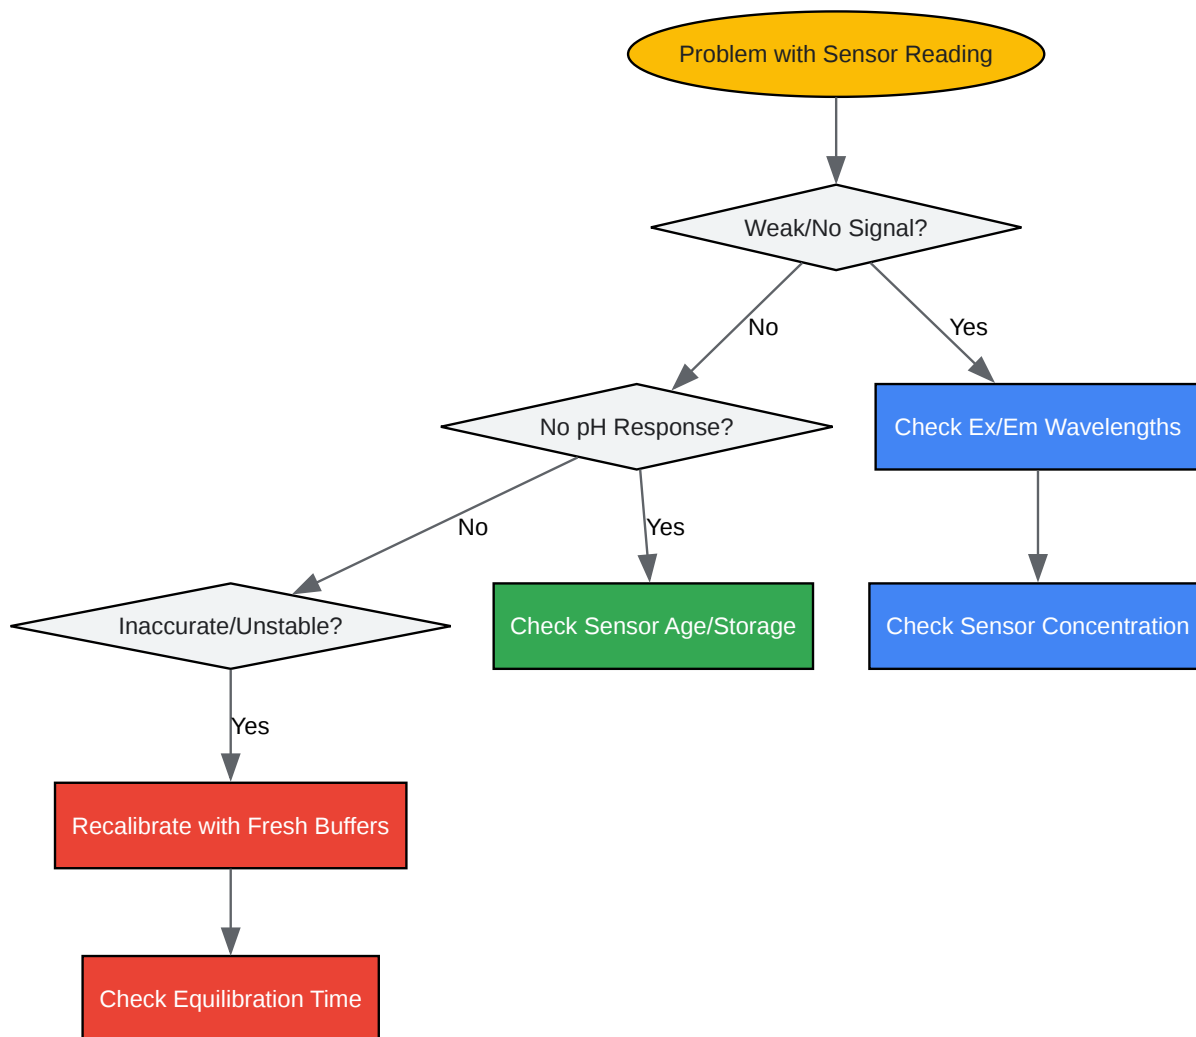 Problem with Sensor Reading
Weak/No Signal?
No
Yes
No pH Response?
Check Ex/Em Wavelengths
No
Yes
Inaccurate/Unstable?
Check Sensor Age/Storage
Check Sensor Concentration
Yes
Recalibrate with Fresh Buffers
Check Equilibration Time